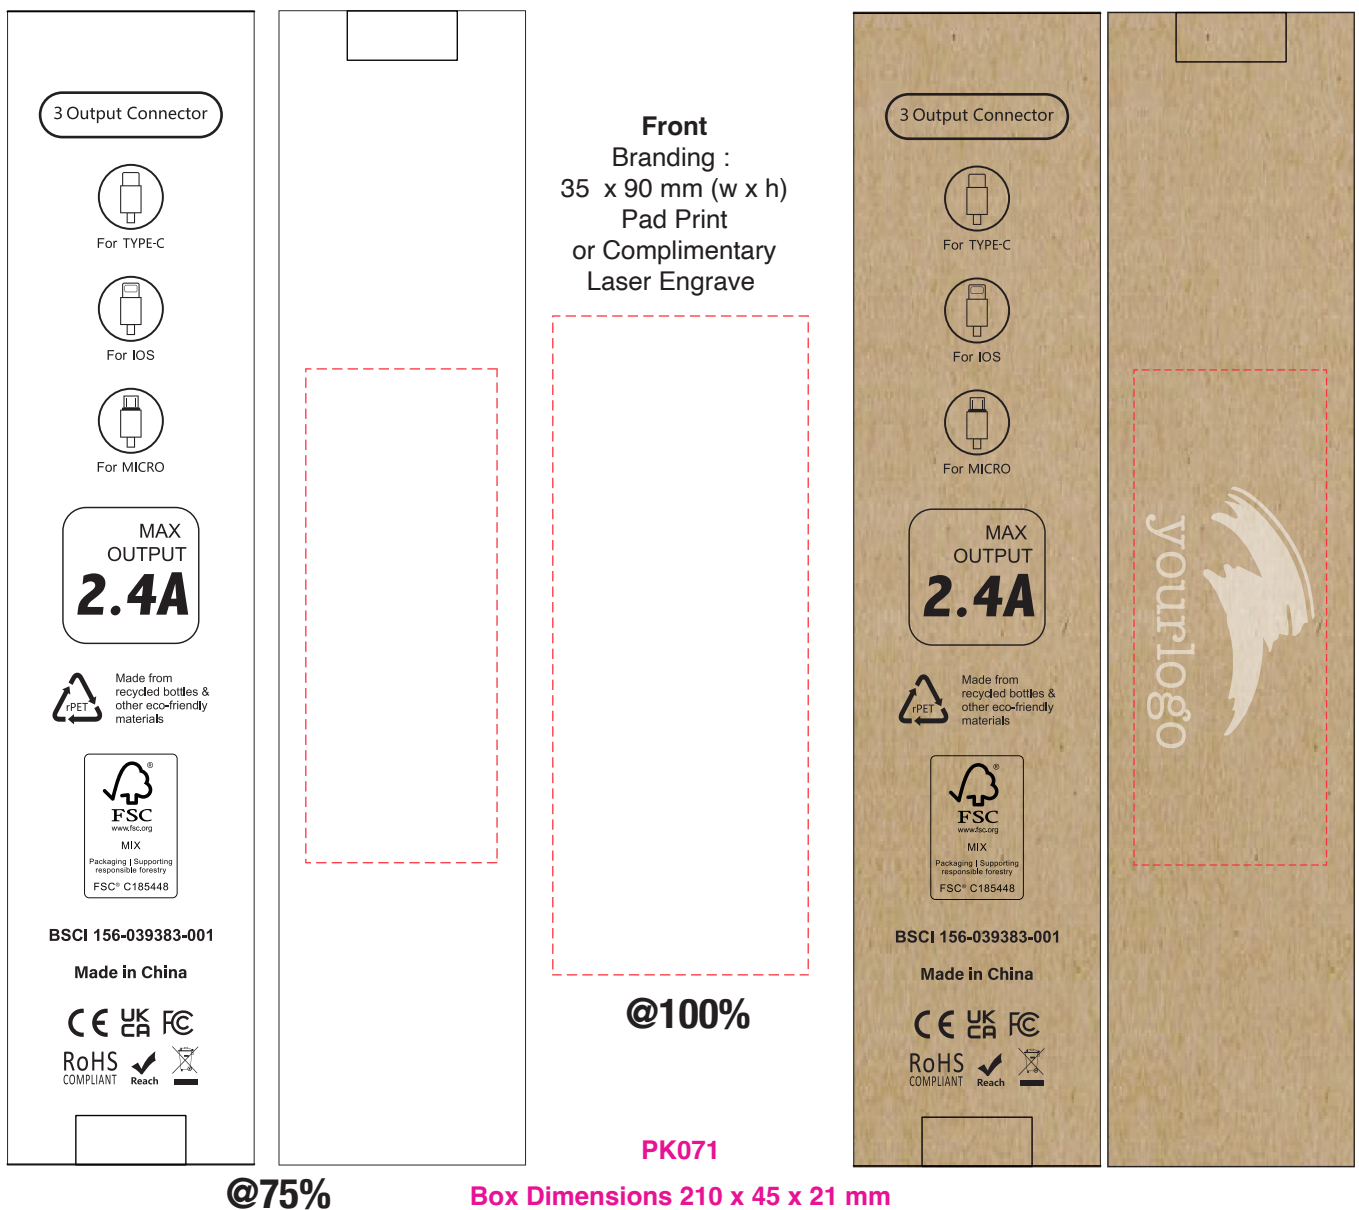 3 Output Connector
For TYPE-C
For IOS
For MICRO
MAX
OUTPUT
2.4A
rPET
Made from
recycled bottles &
other eco-friendly
materials
®
FSC
www.fsc.org
MIX
Packaging | Supporting
responsible forestry
FSC® C185448
BSCI 156-039383-001
Made in China
CE UK CA FC
RoHS
COMPLIANT
Reach
@75%
Front
Branding :
35 x 90 mm (w x h)
Pad Print
or Complimentary
Laser Engrave
@100%
PK071
Box Dimensions 210 x 45 x 21 mm
3 Output Connector
For TYPE-C
For IOS
For MICRO
MAX
OUTPUT
2.4A
rPET
Made from
recycled bottles &
other eco-friendly
materials
®
FSC
www.fsc.org
MIX
Packaging | Supporting
responsible forestry
FSC® C185448
BSCI 156-039383-001
Made in China
CE UK CA FC
RoHS
COMPLIANT
Reach
yourlogo